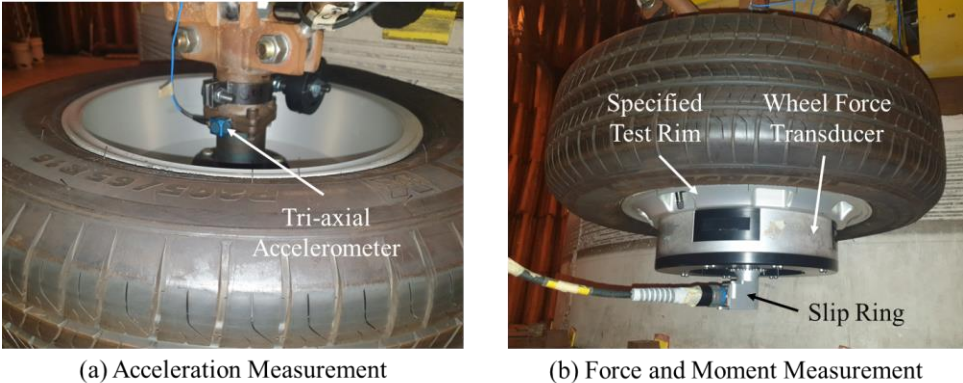 Tri-axial
Accelerometer
(a) Acceleration Measurement
Specified
Test Rim
Wheel Force
Transducer
Slip Ring
(b) Force and Moment Measurement